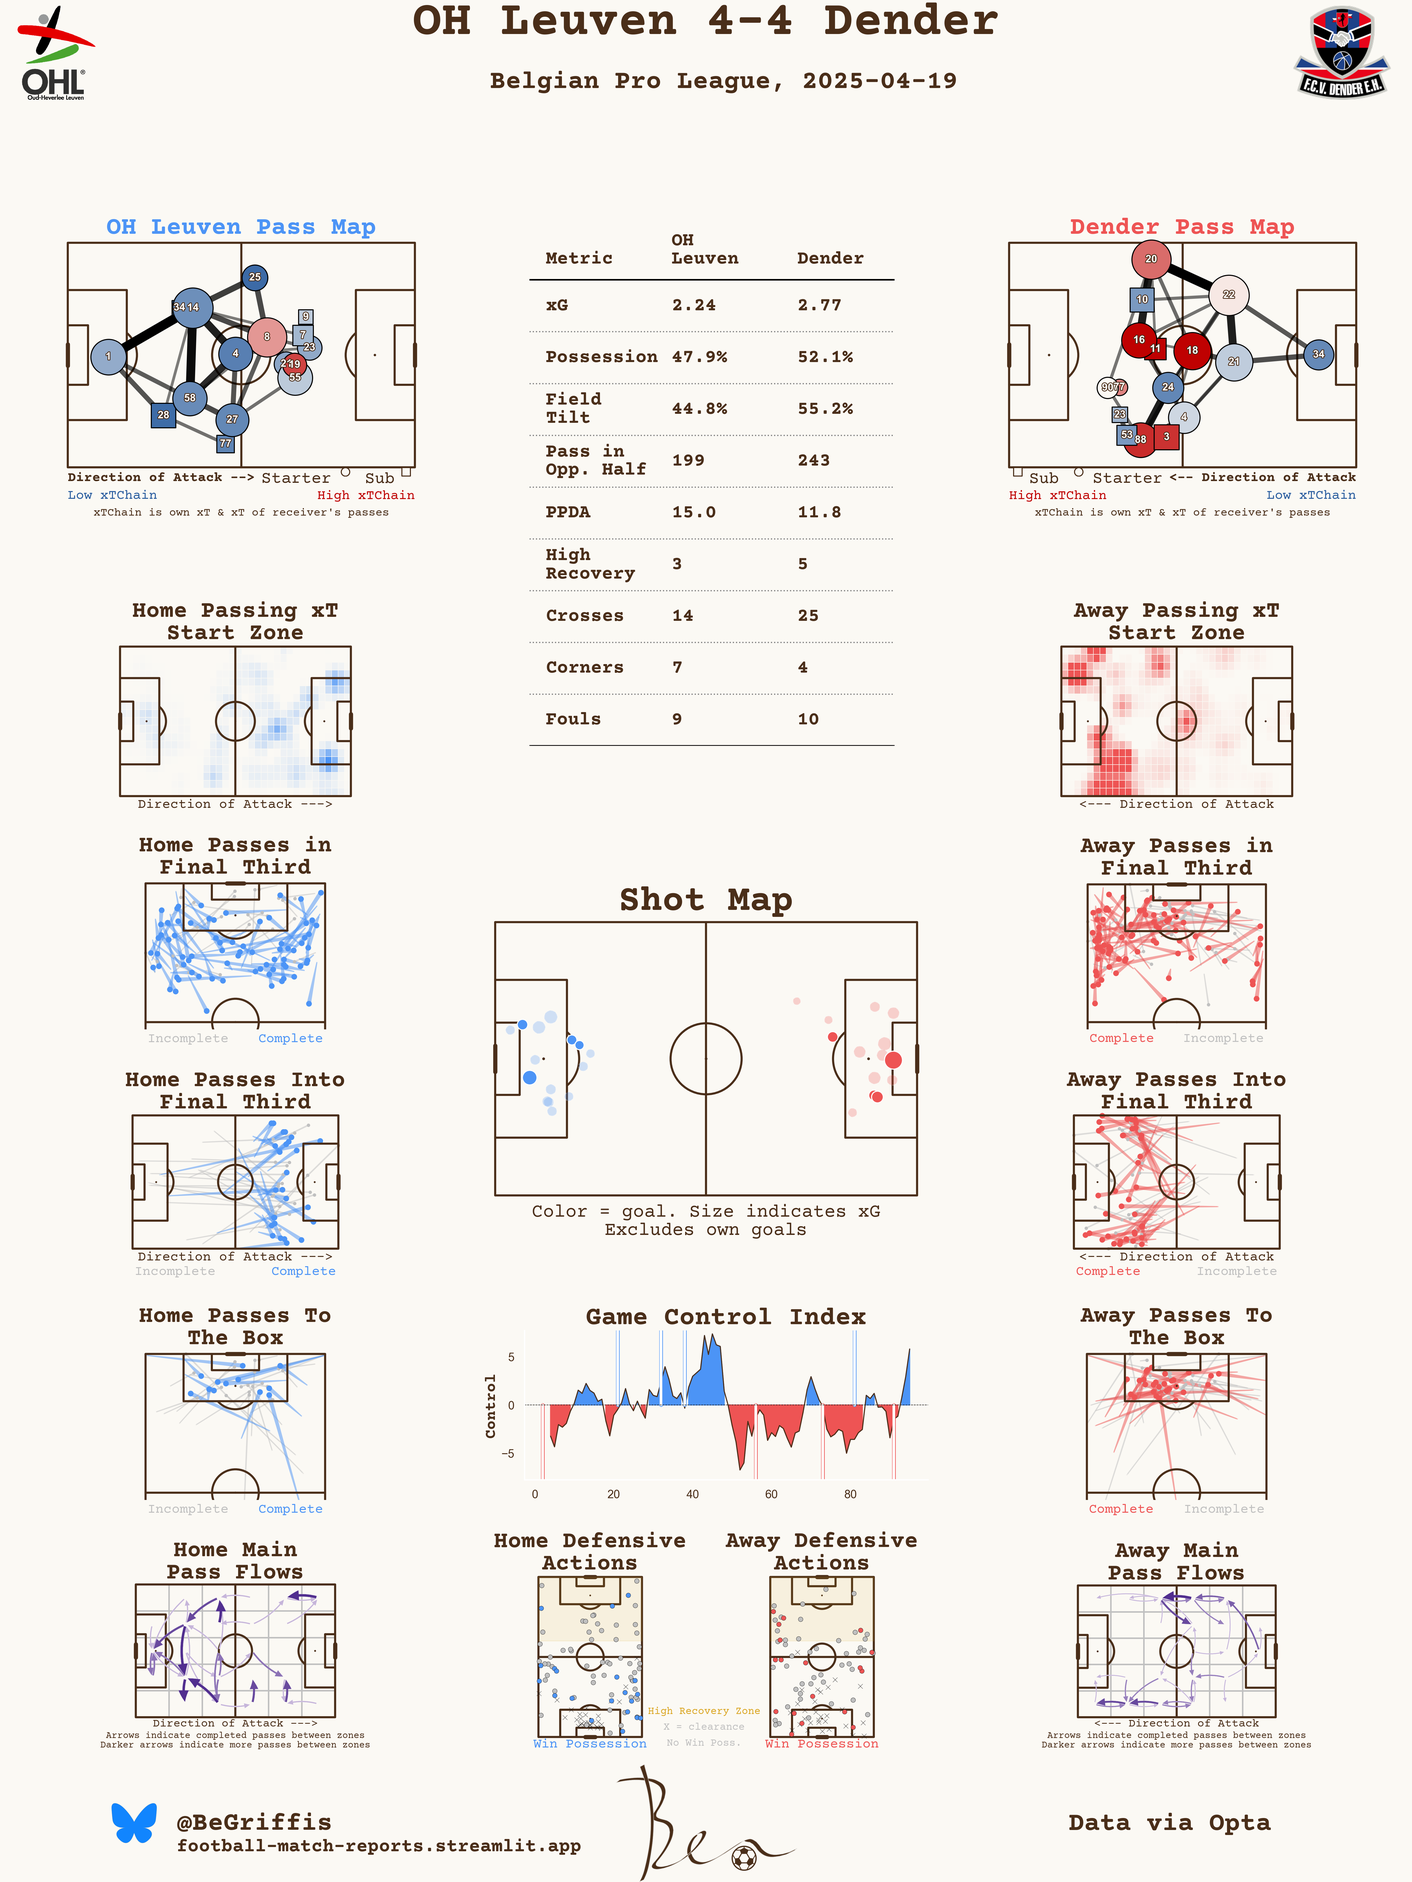 OH Leuven 4-4 Dender
Belgian Pro League, 2025-04-19
OHL®
Oud-Heverlee Leuven
F.C.V. DENDER E.H.
OH Leuven Pass Map
25
34 14
9
7
8
23
1
4
19
55
58
28
27
77
Direction of Attack --> Starter Sub
Low xTChain High xTChain
xTChain is own xT & xT of receiver's passes
Metric OH Leuven Dender
xG 2.24 2.77
Possession 47.9% 52.1%
Field Tilt 44.8% 55.2%
Pass in Opp. Half 199 243
PPDA 15.0 11.8
High Recovery 3 5
Crosses 14 25
Corners 7 4
Fouls 9 10
Dender Pass Map
20
10
22
16
11
18
21
34
90
77
24
23
4
53
88
3
Sub Starter <-- Direction of Attack
High xTChain Low xTChain
xTChain is own xT & xT of receiver's passes
Home Passing xT
Start Zone
Direction of Attack --->
Away Passing xT
Start Zone
<--- Direction of Attack
Home Passes in
Final Third
Incomplete Complete
Away Passes in
Final Third
Complete Incomplete
Shot Map
Color = goal. Size indicates xG
Excludes own goals
Home Passes Into
Final Third
Direction of Attack --->
Incomplete Complete
Away Passes Into
Final Third
<--- Direction of Attack
Complete Incomplete
Home Passes To
The Box
Incomplete Complete
Game Control Index
Control
5
0
−5
0 20 40 60 80
Away Passes To
The Box
Complete Incomplete
Home Main
Pass Flows
Direction of Attack --->
Arrows indicate completed passes between zones
Darker arrows indicate more passes between zones
Home Defensive
Actions
Win Possession
Away Defensive
Actions
Win Possession
High Recovery Zone
X = clearance
No Win Poss.
Away Main
Pass Flows
<--- Direction of Attack
Arrows indicate completed passes between zones
Darker arrows indicate more passes between zones
@BeGriffis
football-match-reports.streamlit.app
Ben
Data via Opta